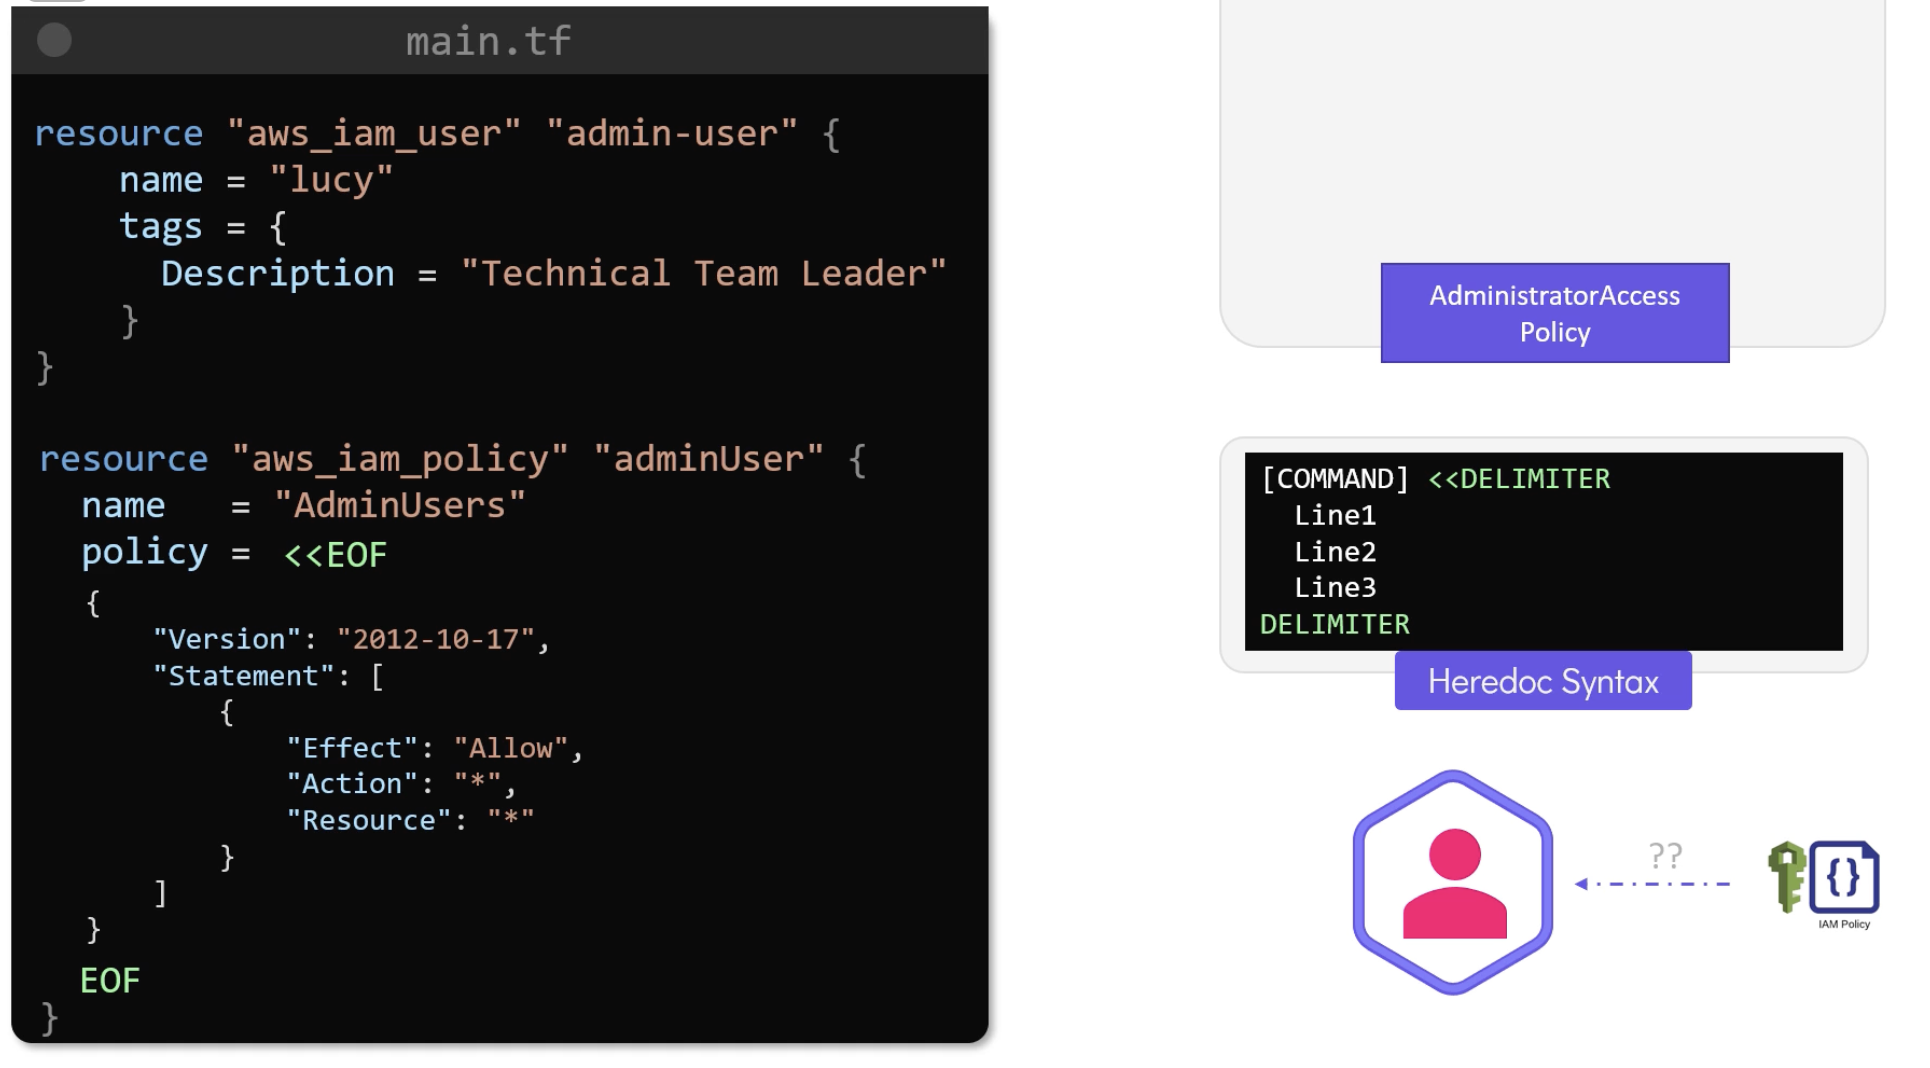 main.tf
resource "aws_iam_user" "admin-user" {
    name = "lucy"
    tags = {
      Description = "Technical Team Leader"
    }
}
resource "aws_iam_policy" "adminUser" {
  name   = "AdminUsers"
  policy = <<EOF
  {
      "Version": "2012-10-17",
      "Statement": [
          {
              "Effect": "Allow",
              "Action": "*",
              "Resource": "*"
          }
      ]
  }
  EOF
}
AdministratorAccess
Policy
[COMMAND] <<DELIMITER
  Line1
  Line2
  Line3
DELIMITER
Heredoc Syntax
??
{}
IAM Policy